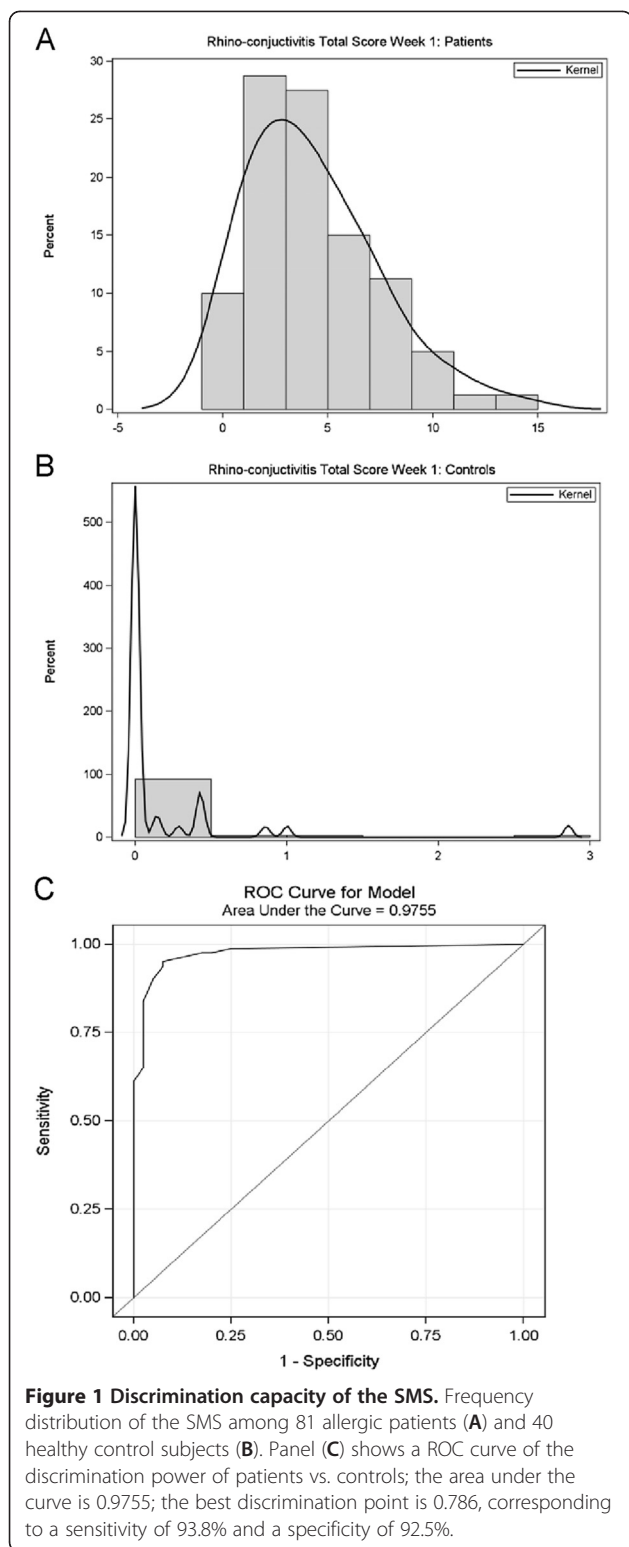 A
Rhino-conjuctivitis Total Score Week 1: Patients
Kernel
30
25
20
15
10
5
0
Percent
-5
0
5
10
15
B
Rhino-conjuctivitis Total Score Week 1: Controls
Kernel
500
400
300
200
100
0
Percent
0
1
2
3
C
ROC Curve for Model
Area Under the Curve = 0.9755
1.00
0.75
0.50
0.25
0.00
Sensitivity
0.00
0.25
0.50
0.75
1.00
1 - Specificity
Figure 1 Discrimination capacity of the SMS. Frequency
distribution of the SMS among 81 allergic patients (A) and 40
healthy control subjects (B). Panel (C) shows a ROC curve of the
discrimination power of patients vs. controls; the area under the
curve is 0.9755; the best discrimination point is 0.786, corresponding
to a sensitivity of 93.8% and a specificity of 92.5%.